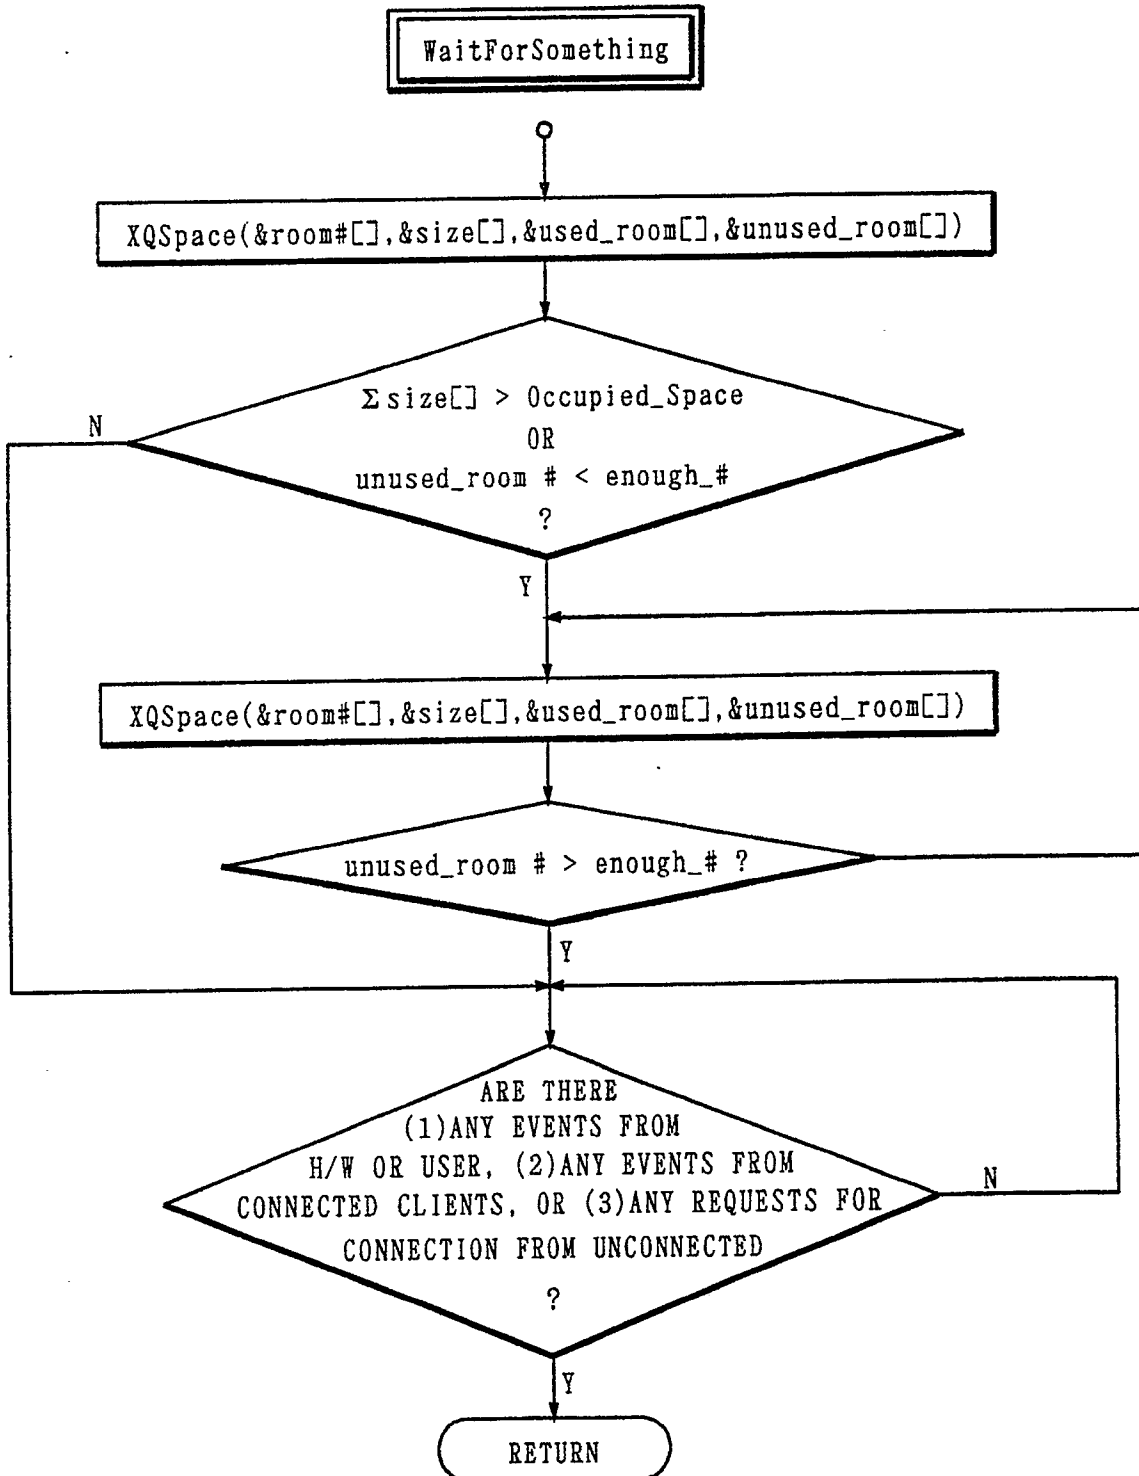 WaitForSomething
XQSpace(&room#[],&size[],&used_room[],&unused_room[])
Σsize[] > Occupied_Space
N
OR
unused_room # < enough_#
?
Y
XQSpace(&room#[],&size[],&used_room[],&unused_room[])
unused_room # > enough_# ?
Y
ARE THERE
(1)ANY EVENTS FROM
H/W OR USER, (2)ANY EVENTS FROM
N
CONNECTED CLIENTS, OR (3)ANY REQUESTS FOR
CONNECTION FROM UNCONNECTED
?
Y
RETURN